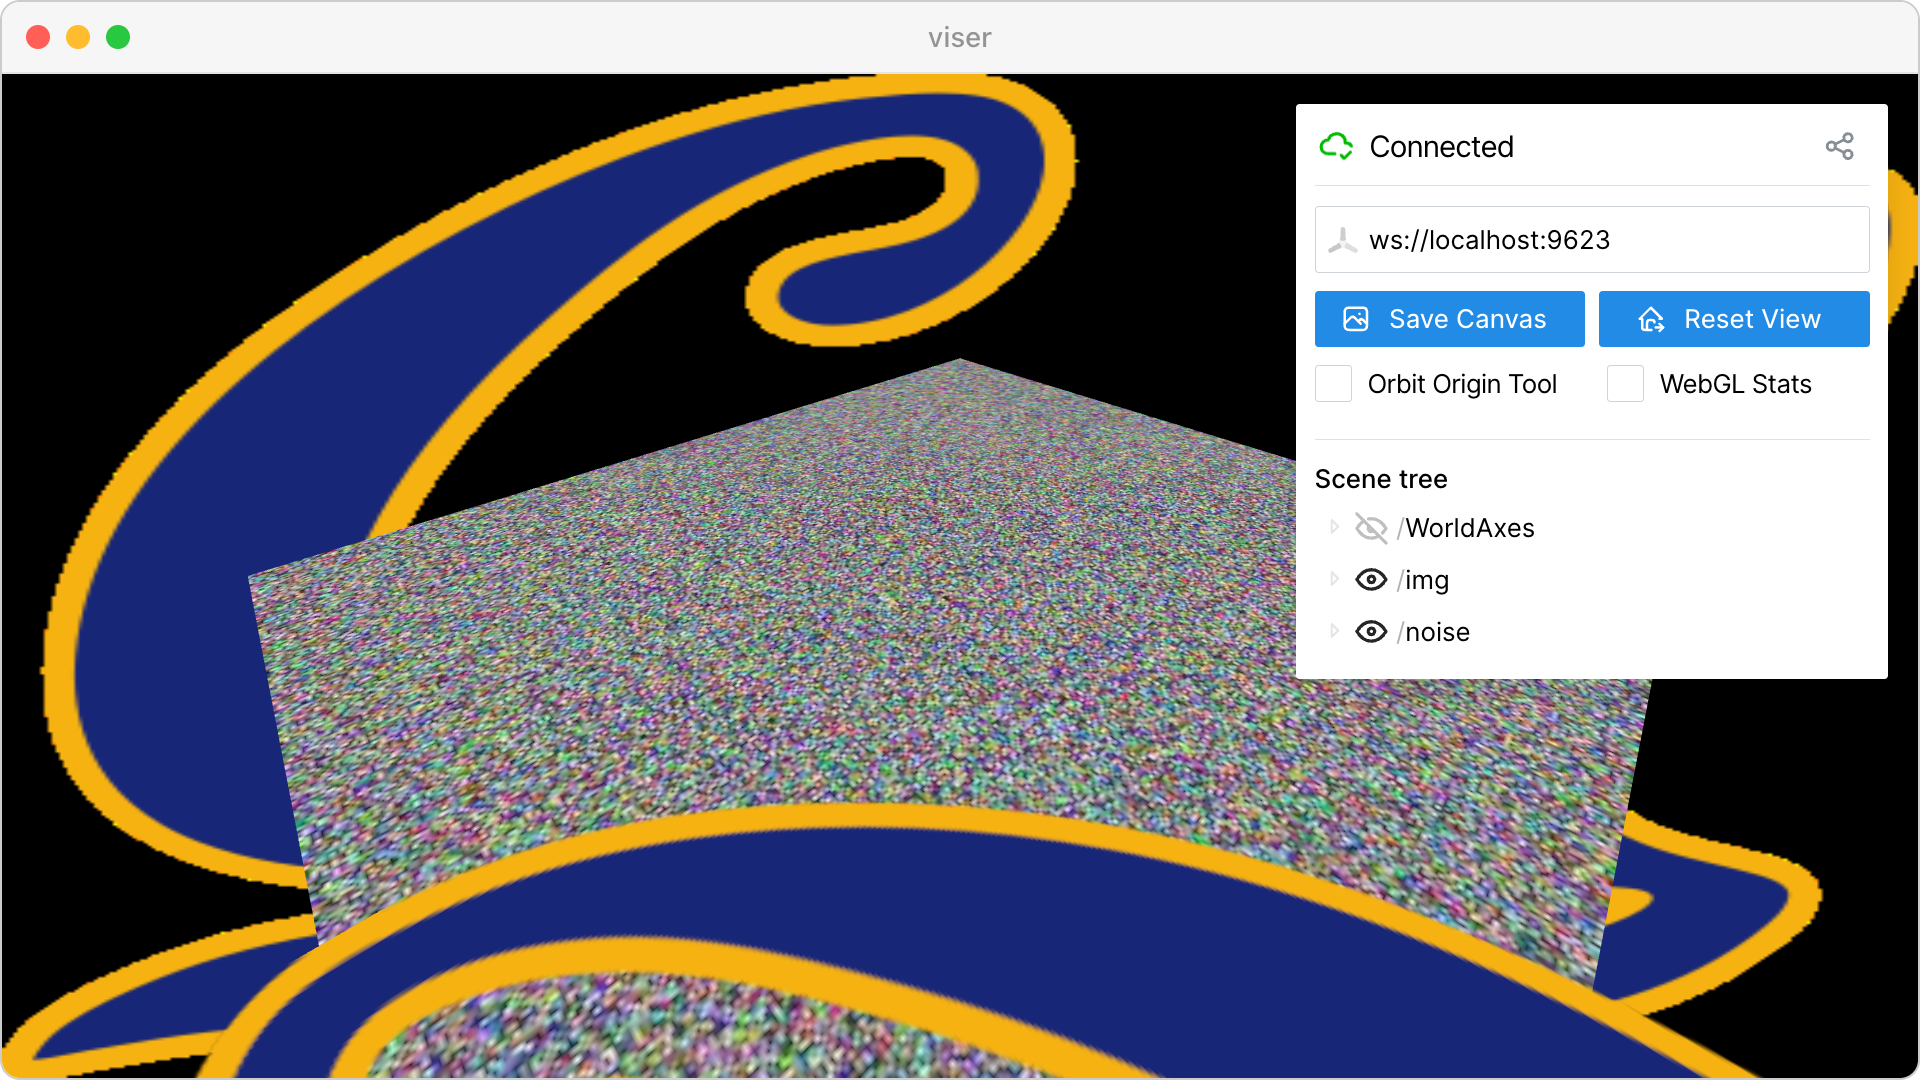 viser
Connected
ws://localhost:9623
Save Canvas
Reset View
Orbit Origin Tool
WebGL Stats
Scene tree
/WorldAxes
/img
/noise